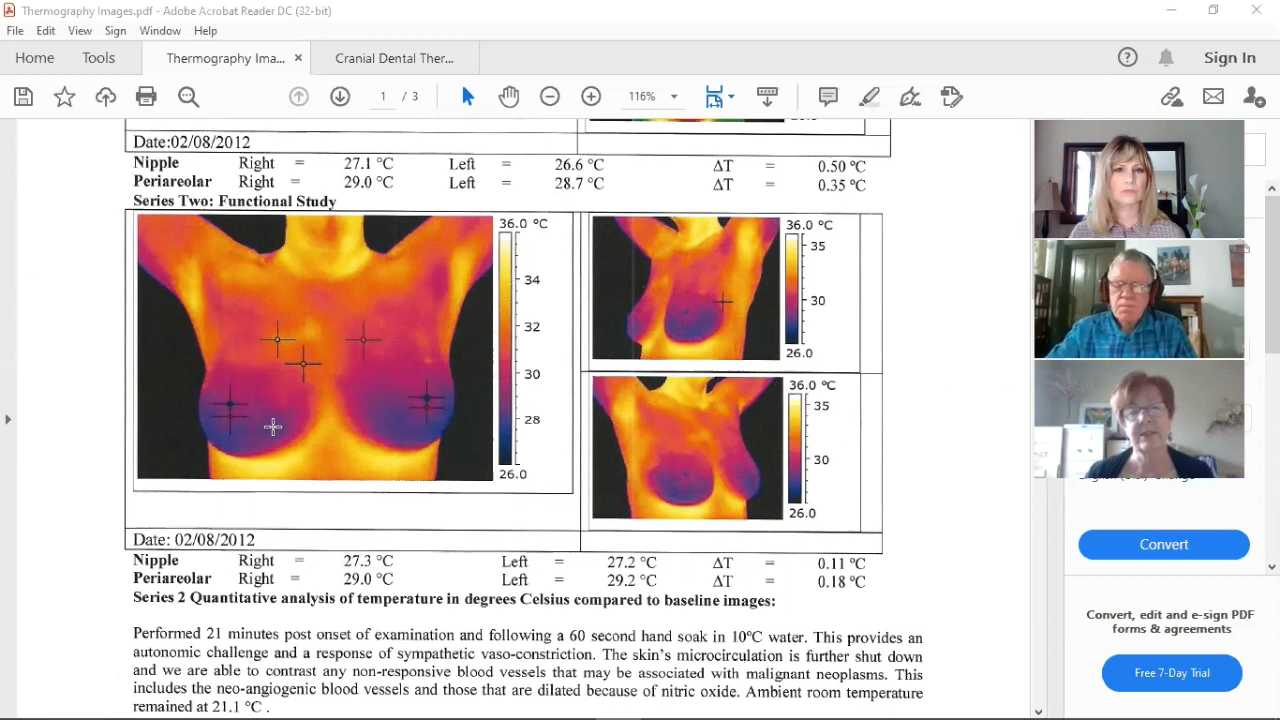 Thermography Images.pdf - Adobe Acrobat Reader DC (32-bit)
File Edit View Sign Window Help
Home Tools Thermography Ima... × Cranial Dental Ther... Sign In
1 / 3 116%
Date:02/08/2012
Nipple Right = 27.1 °C Left = 26.6 °C ΔT = 0.50 ºC
Periareolar Right = 29.0 °C Left = 28.7 °C ΔT = 0.35 ºC
Series Two: Functional Study
36.0 °C
34
32
30
28
26.0
36.0 °C
35
30
26.0
36.0 °C
35
30
26.0
Date: 02/08/2012
Nipple Right = 27.3 °C Left = 27.2 °C ΔT = 0.11 ºC
Periareolar Right = 29.0 °C Left = 29.2 °C ΔT = 0.18 ºC
Series 2 Quantitative analysis of temperature in degrees Celsius compared to baseline images:
Performed 21 minutes post onset of examination and following a 60 second hand soak in 10°C water. This provides an
autonomic challenge and a response of sympathetic vaso-constriction. The skin's microcirculation is further shut down
and we are able to contrast any non-responsive blood vessels that may be associated with malignant neoplasms. This
includes the neo-angiogenic blood vessels and those that are dilated because of nitric oxide. Ambient room temperature
remained at 21.1 °C .
Convert
Convert, edit and e-sign PDF
forms & agreements
Free 7-Day Trial